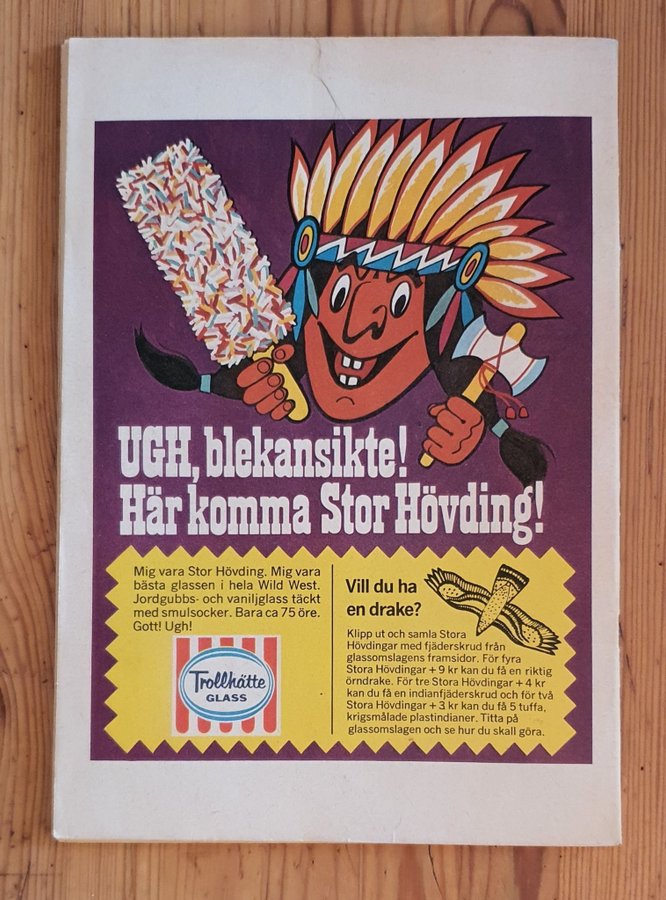 UGH, blekansikte!
Här komma Stor Hövding!
Mig vara Stor Hövding. Mig vara
bästa glassen i hela Wild West.
Jordgubbs- och vaniljglass täckt
med smulsocker. Bara ca 75 öre.
Gott! Ugh!
Trollhätte
GLASS
Vill du ha
en drake?
Klipp ut och samla Stora
Hövdingar med fjäderskrud från
glassomslagens framsidor. För fyra
Stora Hövdingar + 9 kr kan du få en riktig
örndrake. För tre Stora Hövdingar + 4 kr
kan du få en indianfjäderskrud och för två
Stora Hövdingar + 3 kr kan du få 5 tuffa,
krigsmålade plastindianer. Titta på
glassomslagen och se hur du skall göra.